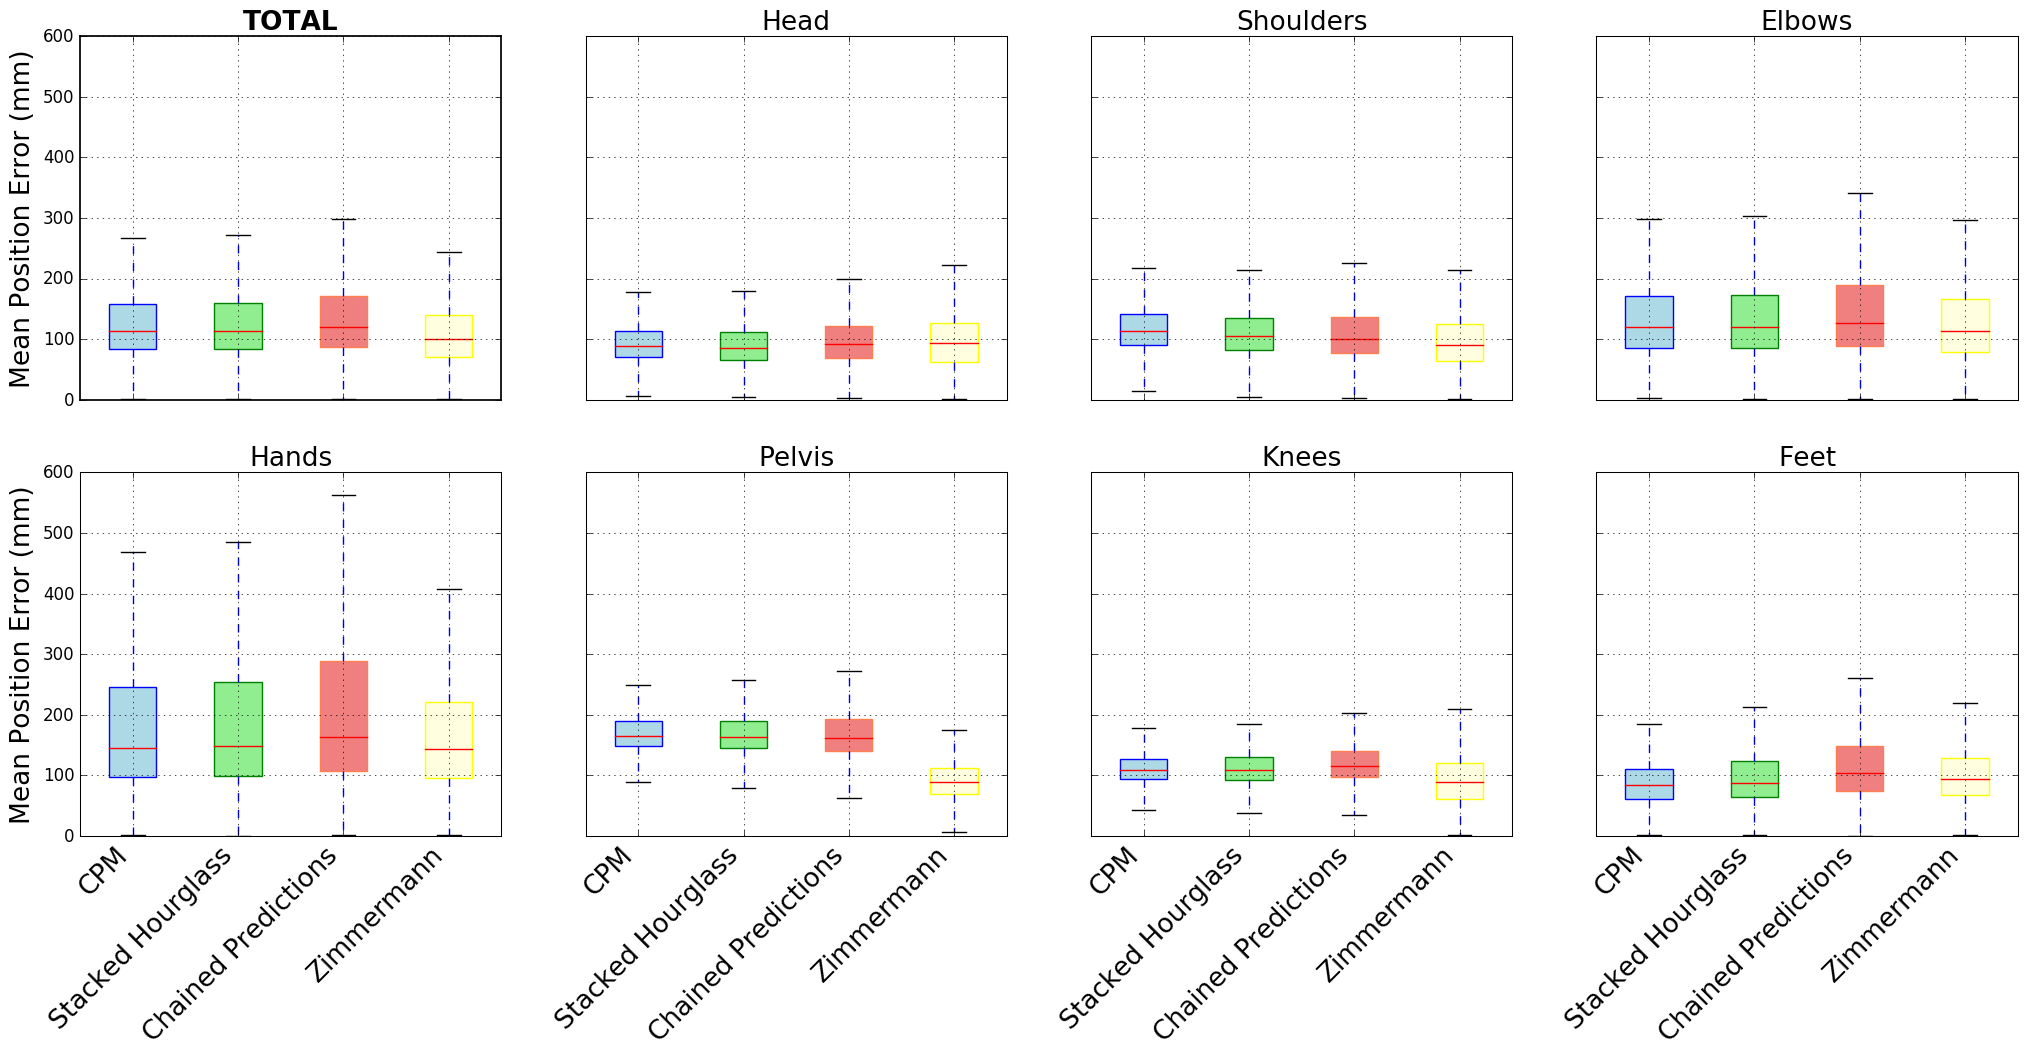 TOTAL
Head
Shoulders
Elbows
Mean Position Error (mm)
600
500
400
300
200
100
0
Hands
Pelvis
Knees
Feet
Mean Position Error (mm)
600
500
400
300
200
100
0
CPM
Stacked Hourglass
Chained Predictions
Zimmermann
CPM
Stacked Hourglass
Chained Predictions
Zimmermann
CPM
Stacked Hourglass
Chained Predictions
Zimmermann
CPM
Stacked Hourglass
Chained Predictions
Zimmermann